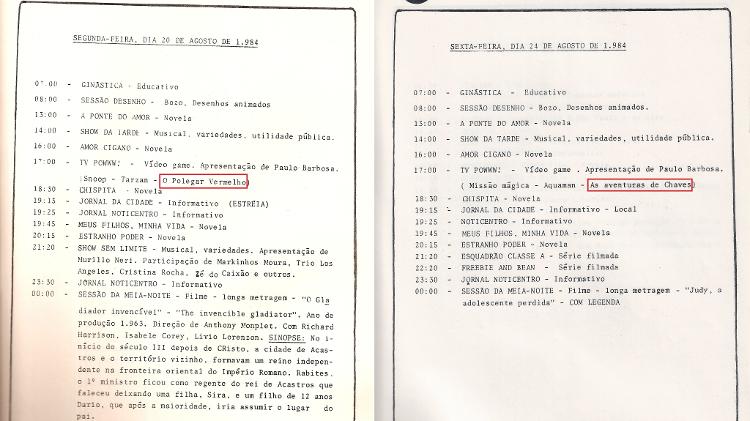 SEGUNDA-FEIRA, DIA 20 DE AGOSTO DE 1.984
07:00 - GINÁSTICA - Educativo
08:00 - SESSÃO DESENHO - Bozo, Desenhos animados
13:00 - A PONTE DO AMOR - Novela
14:00 - SHOW DA TARDE - Musical, variedades, utilidade pública.
16:00 - AMOR CIGANO - Novela
17:00 - TV POWWW: - Vídeo game. Apresentação de Paulo Barbosa.
(Snoop - Tarzan - O Polegar Vermelho)
18:30 - CHISPITA - Novela
19:15 - JORNAL DA CIDADE - Informativo (ESTRÉIA)
19:25 - JORNAL NOTICENTRO - Informativo
19:45 - MEUS FILHOS, MINHA VIDA - Novela
20:15 - ESTRANHO PODER - Novela
21:20 - SHOW SEM LIMITE - Musical, variedades. Apresentação de
Murillo Neri. Participação de Markinhos Moura, Trio Los
Angeles, Cristina Rocha, Zé do Caixão e outros.
23:30 - JORNAL NOTICENTRO - Informativo
00:00 - SESSÃO DA MEIA-NOITE - Filme - longa metragem - "O Gla
diador invencível" - "The invencible gladiador". Ano de
produção 1.963. Direção de Anthony Monplet. Com Richard
Harrison, Isabele Corey, Livio Lorenzon. SINOPSE: No i-
nício do século III depois de CRisto, a cidade de Acas-
tros e o território vizinho, formavam um reino indepen-
dente na fronteira oriental do Império Romano. Rabites,
o 1º ministro ficou como regente do rei de Acastros que
faleceu deixando uma filha, Sira, e um filho de 12 anos
Dario, que após a maioridade, iria assumir o lugar do
pai.
SEXTA-FEIRA, DIA 24 DE AGOSTO DE 1.984
07:00 - GINÁSTICA - Educativo
08:00 - SESSÃO DESENHO - Bozo, Desenhos animados.
13:00 - A PONTE DO AMOR - Novela
14:00 - SHOW DA TARDE - Musical, variedades, utilidade pública.
16:00 - AMOR CIGANO - Novela
17:00 - TV POWWW: - Vídeo game. Apresentação de Paulo Barbosa.
( Missão mágica - Aquaman - As aventuras de Chaves)
18:30 - CHISPITA - Novela
19:15 - JORNAL DA CIDADE - Informativo - Local
19:25 - NOTICENTRO - Informativo
19:45 - MEUS FILHOS, MINHA VIDA - Novela
20:15 - ESTRANHO PODER - Novela
21:20 - ESQUADRÃO CLASSE A - Série filmada
22:20 - FREEBIE AND BEAN - Série filmada
23:30 - JORNAL NOTICENTRO - Informativo
00:00 - SESSÃO DA MEIA-NOITE - Filme - longa metragem - "Judy, a
adolescente perdida" - COM LEGENDA